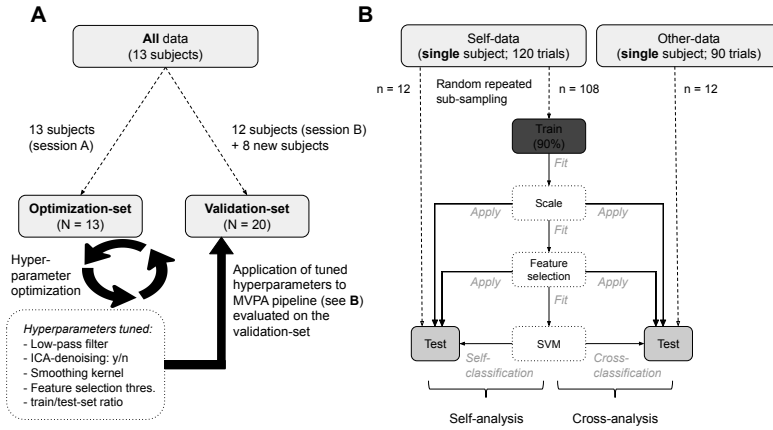 A
All data
(13 subjects)
13 subjects
(session A)
12 subjects (session B)
+ 8 new subjects
Optimization-set
(N = 13)
Validation-set
(N = 20)
Hyper-
parameter
optimization
Application of tuned
hyperparameters to
MVPA pipeline (see B)
evaluated on the
validation-set
Hyperparameters tuned:
- Low-pass filter
- ICA-denoising: y/n
- Smoothing kernel
- Feature selection thres.
- train/test-set ratio
B
Self-data
(single subject; 120 trials)
Other-data
(single subject; 90 trials)
n = 12
Random repeated
sub-sampling
n = 108
n = 12
Train
(90%)
Fit
Scale
Apply
Apply
Fit
Feature
selection
Apply
Apply
Fit
Test
SVM
Test
Self-
classification
Cross-
classification
Self-analysis
Cross-analysis